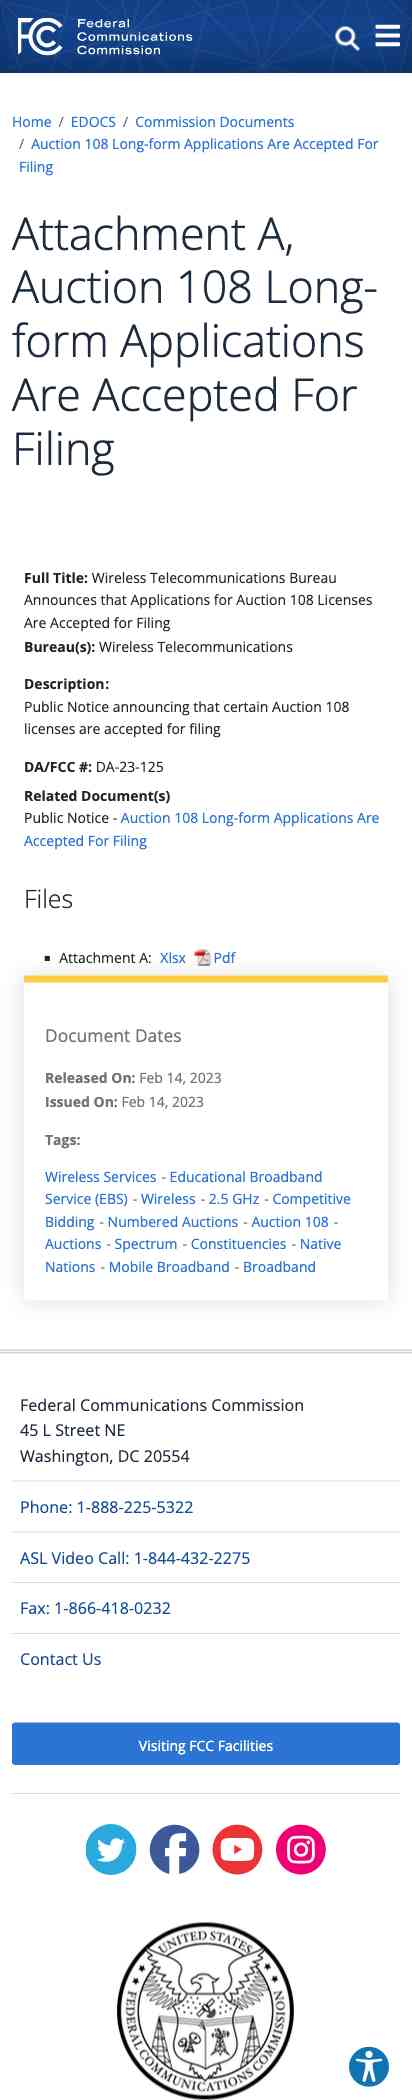 FC
Federal
Communications
Commission
Home / EDOCS / Commission Documents
/ Auction 108 Long-form Applications Are Accepted For
Filing
Attachment A,
Auction 108 Long-
form Applications
Are Accepted For
Filing
Full Title: Wireless Telecommunications Bureau
Announces that Applications for Auction 108 Licenses
Are Accepted for Filing
Bureau(s): Wireless Telecommunications
Description:
Public Notice announcing that certain Auction 108
licenses are accepted for filing
DA/FCC #: DA-23-125
Related Document(s)
Public Notice - Auction 108 Long-form Applications Are
Accepted For Filing
Files
Attachment A: Xlsx Pdf
Document Dates
Released On: Feb 14, 2023
Issued On: Feb 14, 2023
Tags:
Wireless Services - Educational Broadband
Service (EBS) - Wireless - 2.5 GHz - Competitive
Bidding - Numbered Auctions - Auction 108 -
Auctions - Spectrum - Constituencies - Native
Nations - Mobile Broadband - Broadband
Federal Communications Commission
45 L Street NE
Washington, DC 20554
Phone: 1-888-225-5322
ASL Video Call: 1-844-432-2275
Fax: 1-866-418-0232
Contact Us
Visiting FCC Facilities
UNITED STATES
FEDERAL COMMUNICATIONS COMMISSION